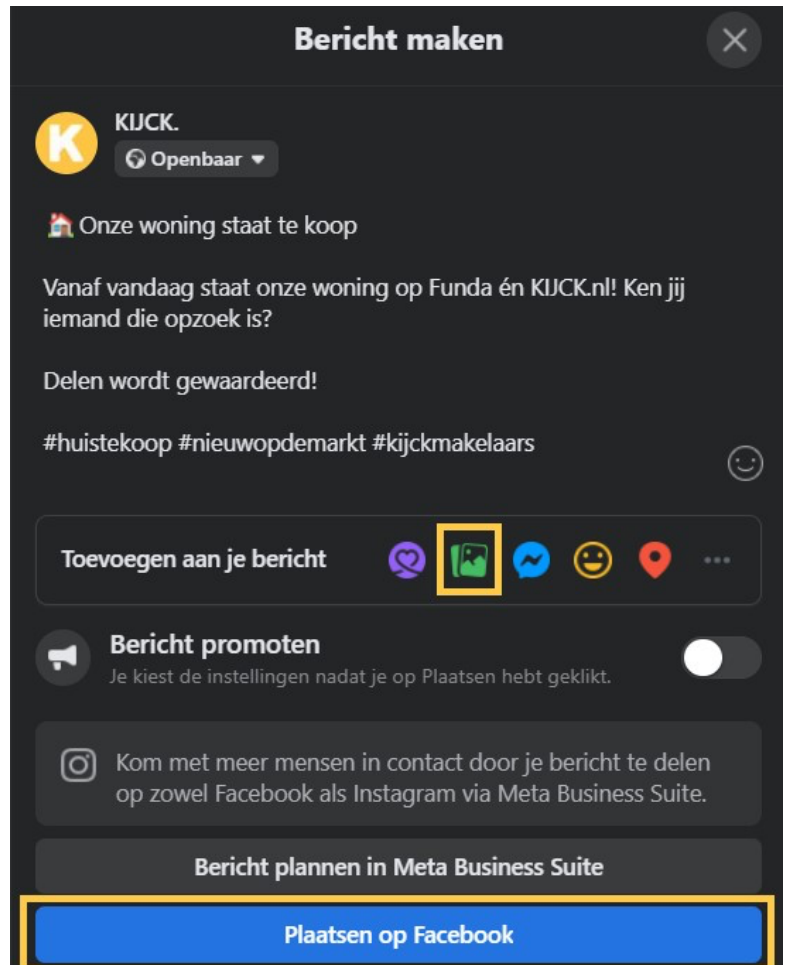 Bericht maken
K
KIJCK.
Openbaar
🏠 Onze woning staat te koop
Vanaf vandaag staat onze woning op Funda én KIJCK.nl! Ken jij
iemand die opzoek is?
Delen wordt gewaardeerd!
#huistekoop #nieuwopdemarkt #kijckmakelaars
Toevoegen aan je bericht
Bericht promoten
Je kiest de instellingen nadat je op Plaatsen hebt geklikt.
Kom met meer mensen in contact door je bericht te delen
op zowel Facebook als Instagram via Meta Business Suite.
Bericht plannen in Meta Business Suite
Plaatsen op Facebook